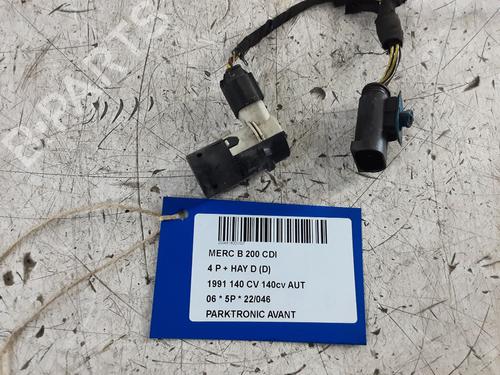 B-PARTS
MERC B 200 CDI
4 P + HAY D (D)
1991 140 CV 140cv AUT
06 * 5P * 22/046
PARKTRONIC AVANT